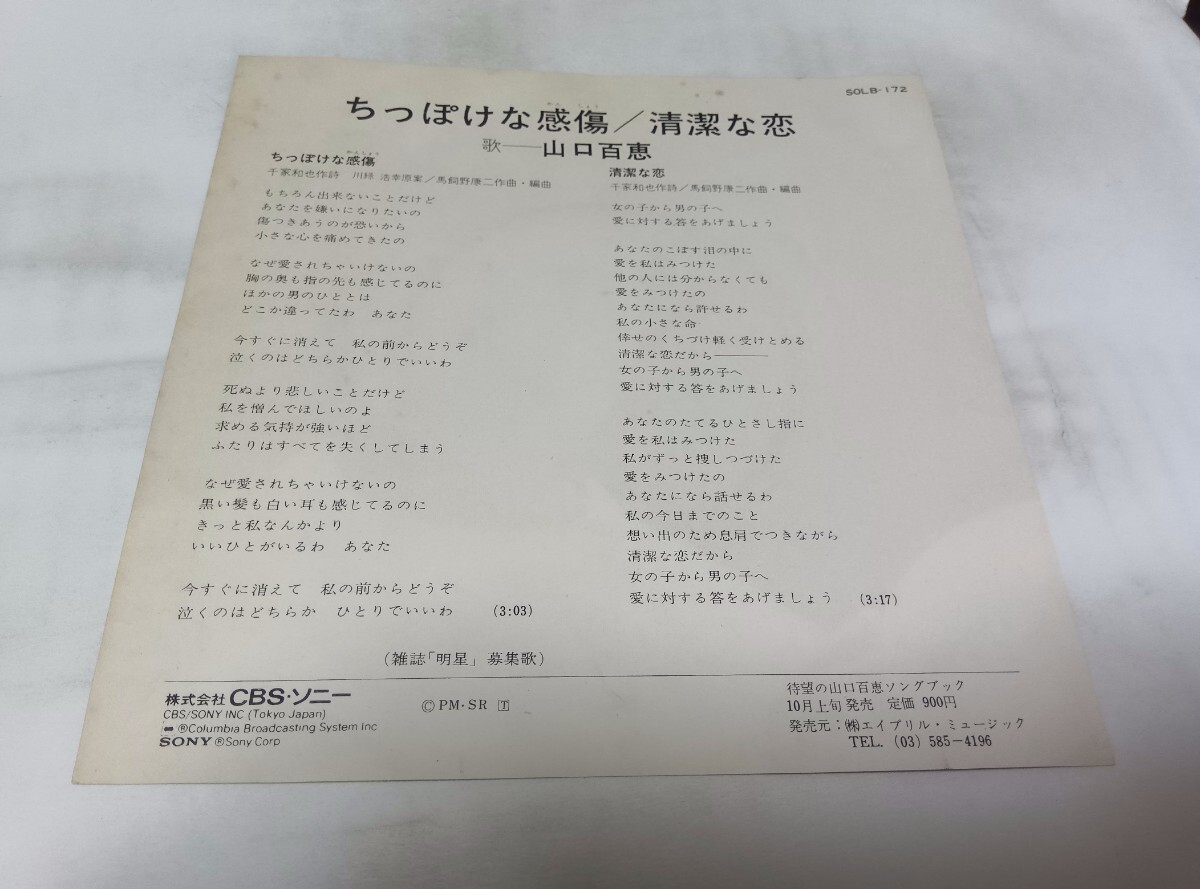 SOLB-172
ちっぽけな感傷／清潔な恋
かん しょう
歌──山口百恵
ちっぽけな感傷
かんしょう
千家和也作詩 川緑 浩幸原案／馬飼野康二作曲・編曲
もちろん出来ないことだけど
あなたを嫌いになりたいの
傷つきあうのが恐いから
小さな心を痛めてきたの
なぜ愛されちゃいけないの
胸の奥も指の先も感じてるのに
ほかの男のひととは
どこか違ってたわ あなた
今すぐに消えて 私の前からどうぞ
泣くのはどちらかひとりでいいわ
死ぬより悲しいことだけど
私を憎んでほしいのよ
求める気持が強いほど
ふたりはすべてを失くしてしまう
なぜ愛されちゃいけないの
黒い髪も白い耳も感じてるのに
きっと私なんかより
いいひとがいるわ あなた
今すぐに消えて 私の前からどうぞ
泣くのはどちらか ひとりでいいわ (3:03)
(雑誌「明星」募集歌)
清潔な恋
千家和也作詩／馬飼野康二作曲・編曲
女の子から男の子へ
愛に対する答をあげましょう
あなたのこぼす泪の中に
愛を私はみつけた
他の人には分からなくても
愛をみつけたの
あなたになら許せるわ
私の小さな命
倖せのくちづけ軽く受けとめる
清潔な恋だから────
女の子から男の子へ
愛に対する答をあげましょう
あなたのたてるひとさし指に
愛を私はみつけた
私がずっと捜しつづけた
愛をみつけたの
あなたになら話せるわ
私の今日までのこと
想い出のため息肩でつきながら
清潔な恋だから
女の子から男の子へ
愛に対する答をあげましょう (3:17)
株式会社 CBS・ソニー
CBS/SONY INC (Tokyo Japan)
®Columbia Broadcasting System Inc
SONY ®Sony Corp
©PM・SR T
待望の山口百恵ソングブック
10月上旬発売 定価 900円
発売元：㈱エイプリル・ミュージック
TEL. (03) 585-4196